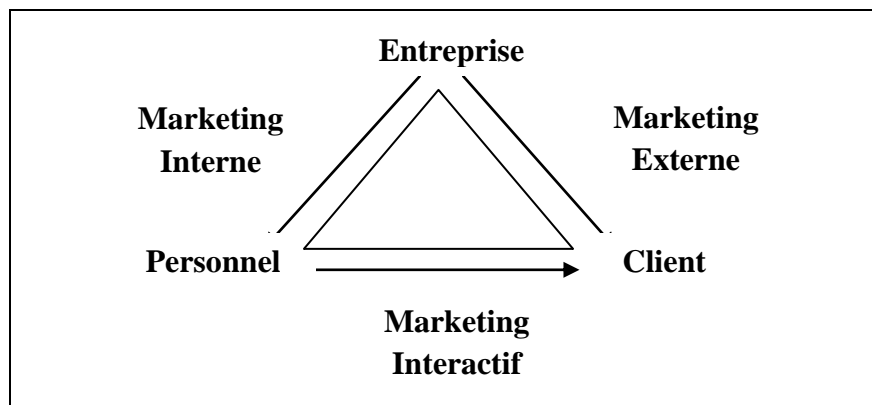 Entreprise
Marketing
Interne
Marketing
Externe
Personnel
Client
Marketing
Interactif